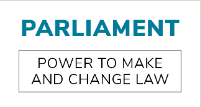 PARLIAMENT
POWER TO MAKE
AND CHANGE LAW